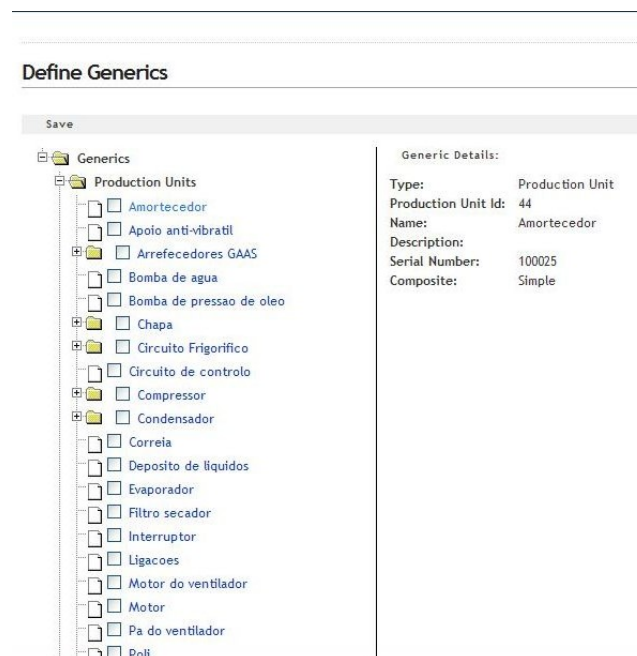 Define Generics
Save
Generics
Production Units
Amortecedor
Apoio anti-vibratil
Arrefecedores GAAS
Bomba de agua
Bomba de pressao de oleo
Chapa
Circuito Frigorifico
Circuito de controlo
Compressor
Condensador
Correia
Deposito de liquidos
Evaporador
Filtro secador
Interruptor
Ligacoes
Motor do ventilador
Motor
Pa do ventilador
Poli
Generic Details:
Type: Production Unit
Production Unit Id: 44
Name: Amortecedor
Description:
Serial Number: 100025
Composite: Simple